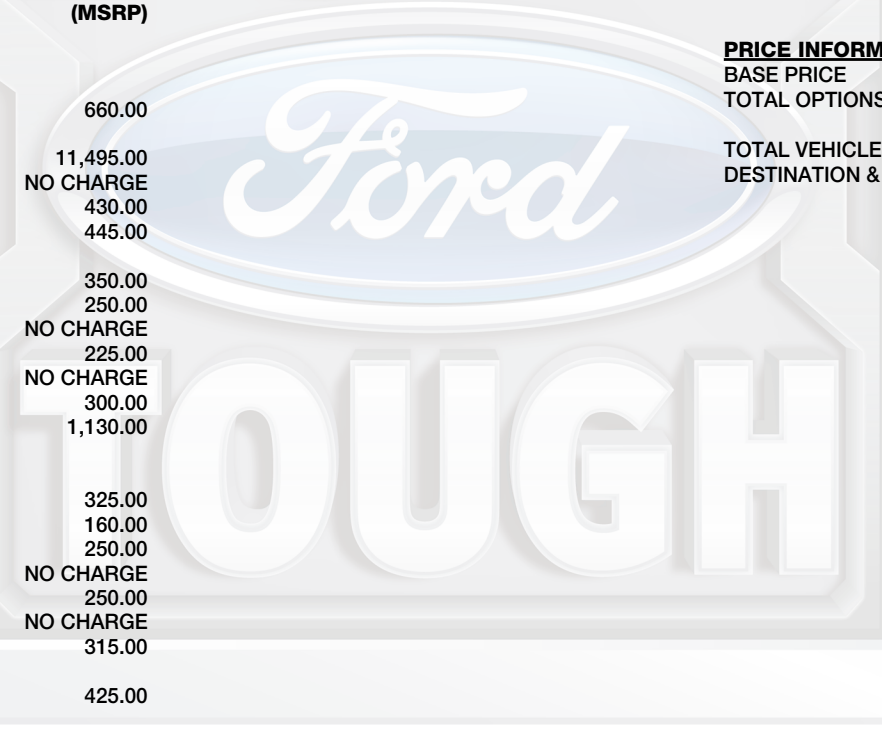 (MSRP)
660.00
11,495.00
NO CHARGE
430.00
445.00
350.00
250.00
NO CHARGE
225.00
NO CHARGE
300.00
1,130.00
325.00
160.00
250.00
NO CHARGE
250.00
NO CHARGE
315.00
425.00
PRICE INFORM
BASE PRICE
TOTAL OPTIONS
TOTAL VEHICLE
DESTINATION &
Ford
TOUGH